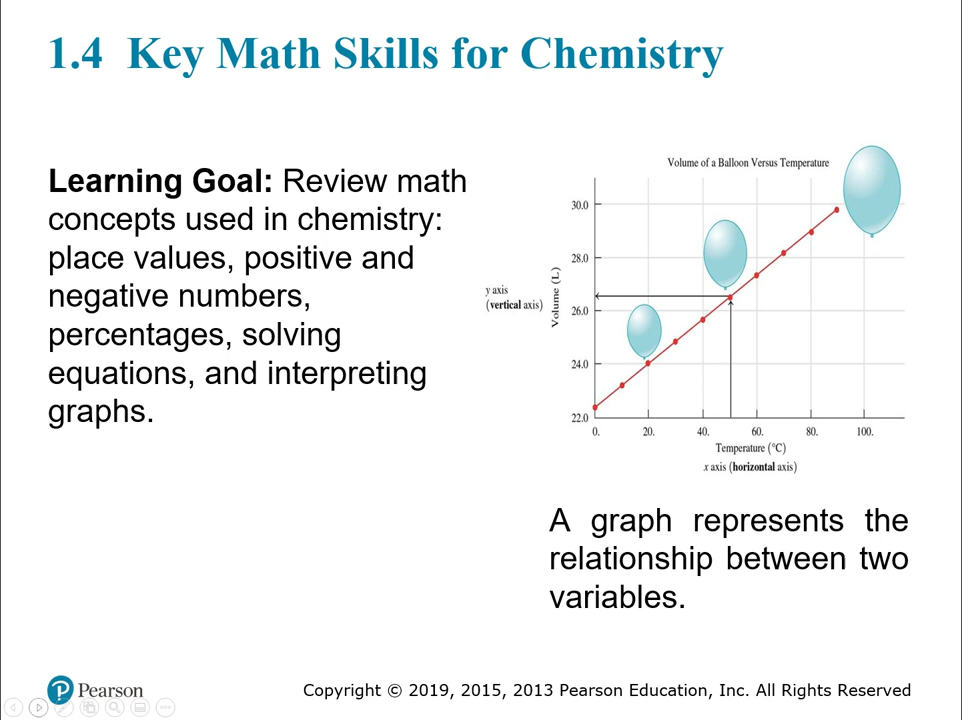 1.4 Key Math Skills for Chemistry
Learning Goal: Review math
concepts used in chemistry:
place values, positive and
negative numbers,
percentages, solving
equations, and interpreting
graphs.
Volume of a Balloon Versus Temperature
30.0
28.0
26.0
24.0
22.0
y axis
(vertical axis)
Volume (L)
0. 20. 40. 60. 80. 100.
Temperature (°C)
x axis (horizontal axis)
A graph represents the
relationship between two
variables.
P Pearson
Copyright © 2019, 2015, 2013 Pearson Education, Inc. All Rights Reserved